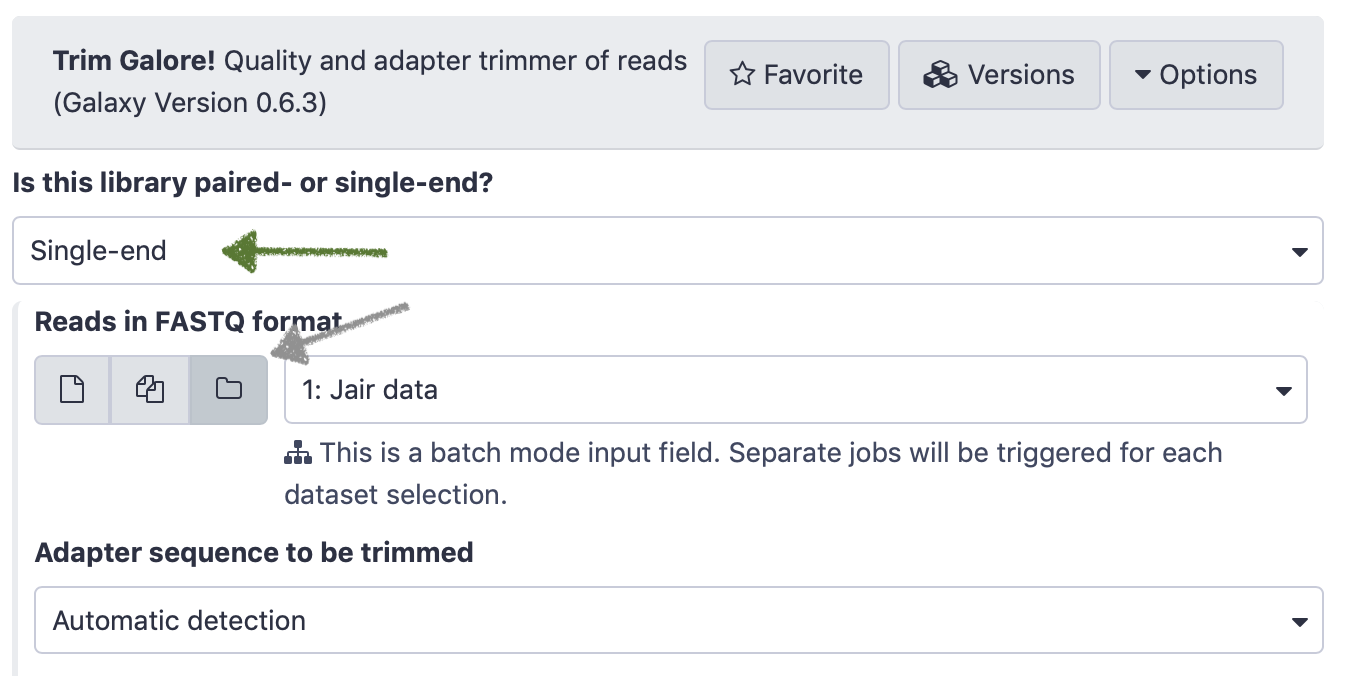 Trim Galore! Quality and adapter trimmer of reads
(Galaxy Version 0.6.3)
Favorite
Versions
Options
Is this library paired- or single-end?
Single-end
Reads in FASTQ format
1: Jair data
This is a batch mode input field. Separate jobs will be triggered for each
dataset selection.
Adapter sequence to be trimmed
Automatic detection